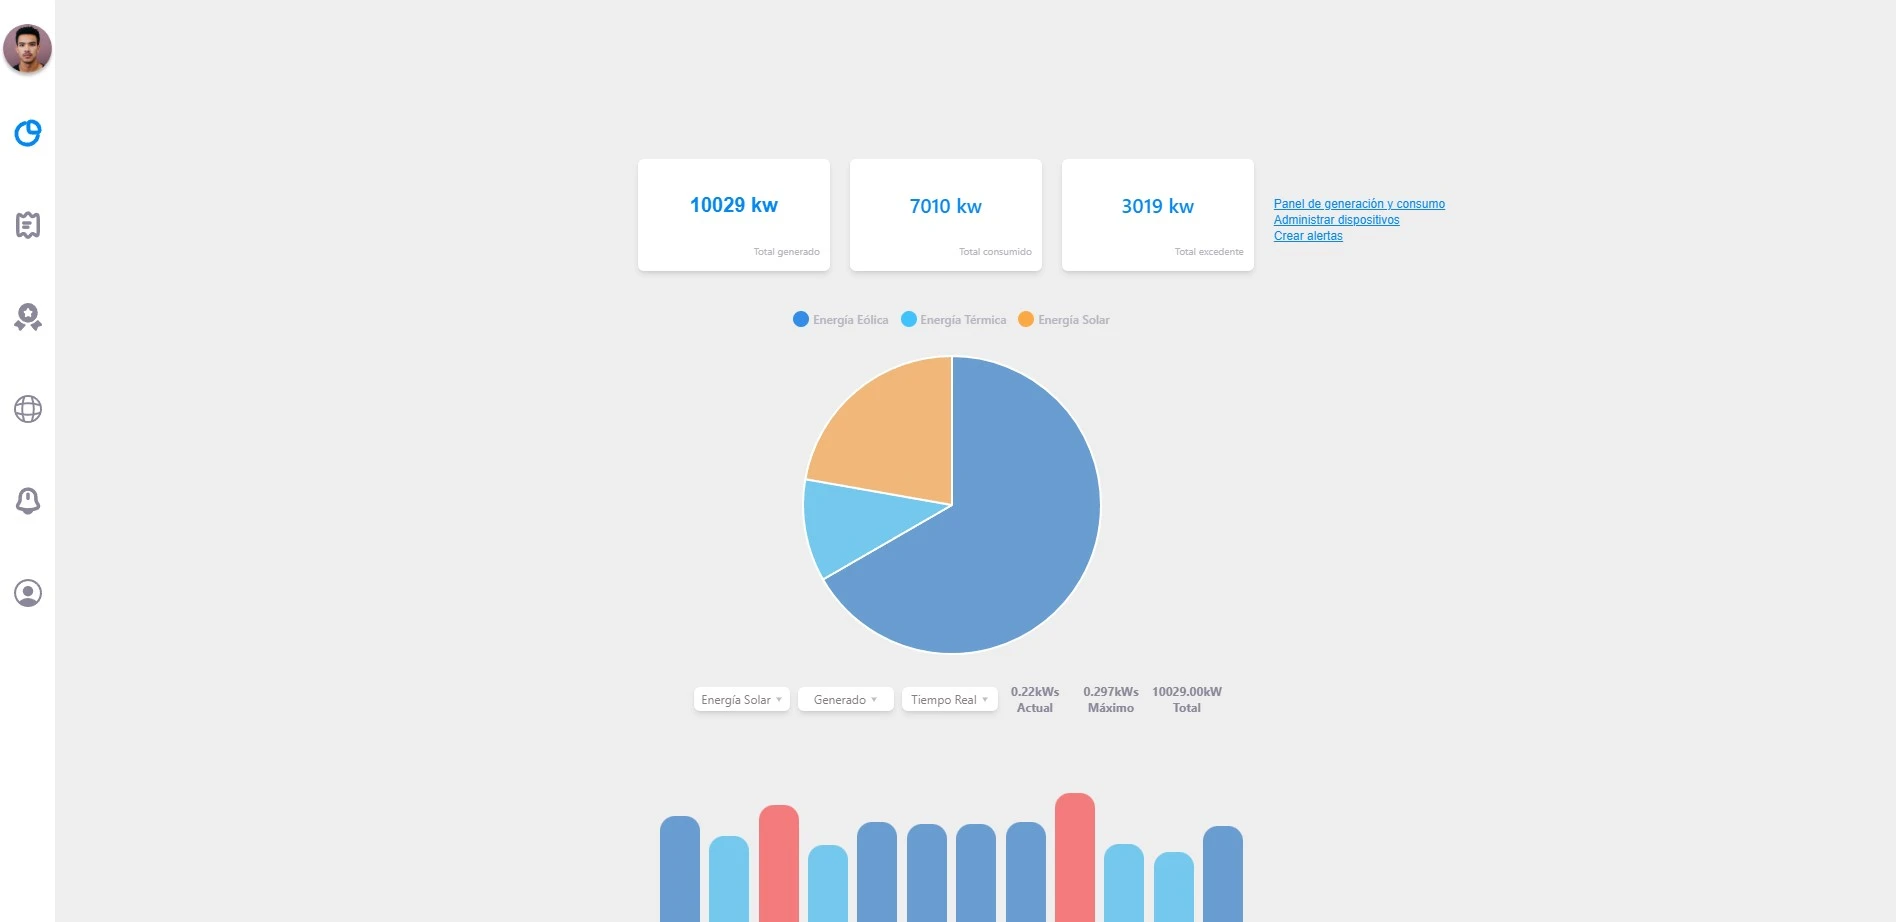 10029 kw
Total generado
7010 kw
Total consumido
3019 kw
Total excedente
Panel de generación y consumo
Administrar dispositivos
Crear alertas
Energía Eólica
Energía Térmica
Energía Solar
Energía Solar
Generado
Tiempo Real
0.22kWs
Actual
0.297kWs
Máximo
10029.00kW
Total